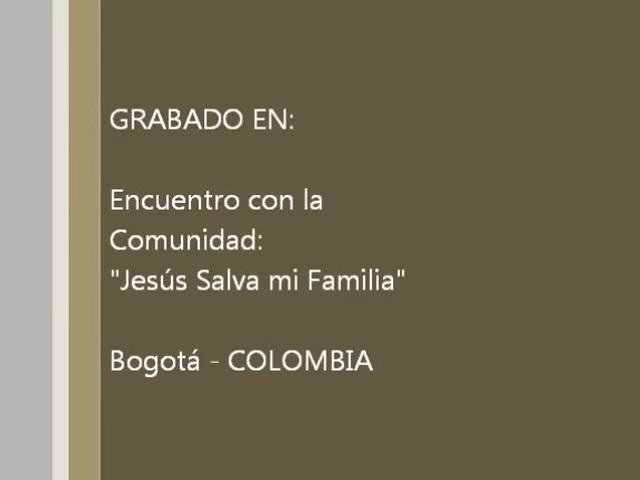 GRABADO EN:
Encuentro con la
Comunidad:
"Jesús Salva mi Familia"
Bogotá - COLOMBIA